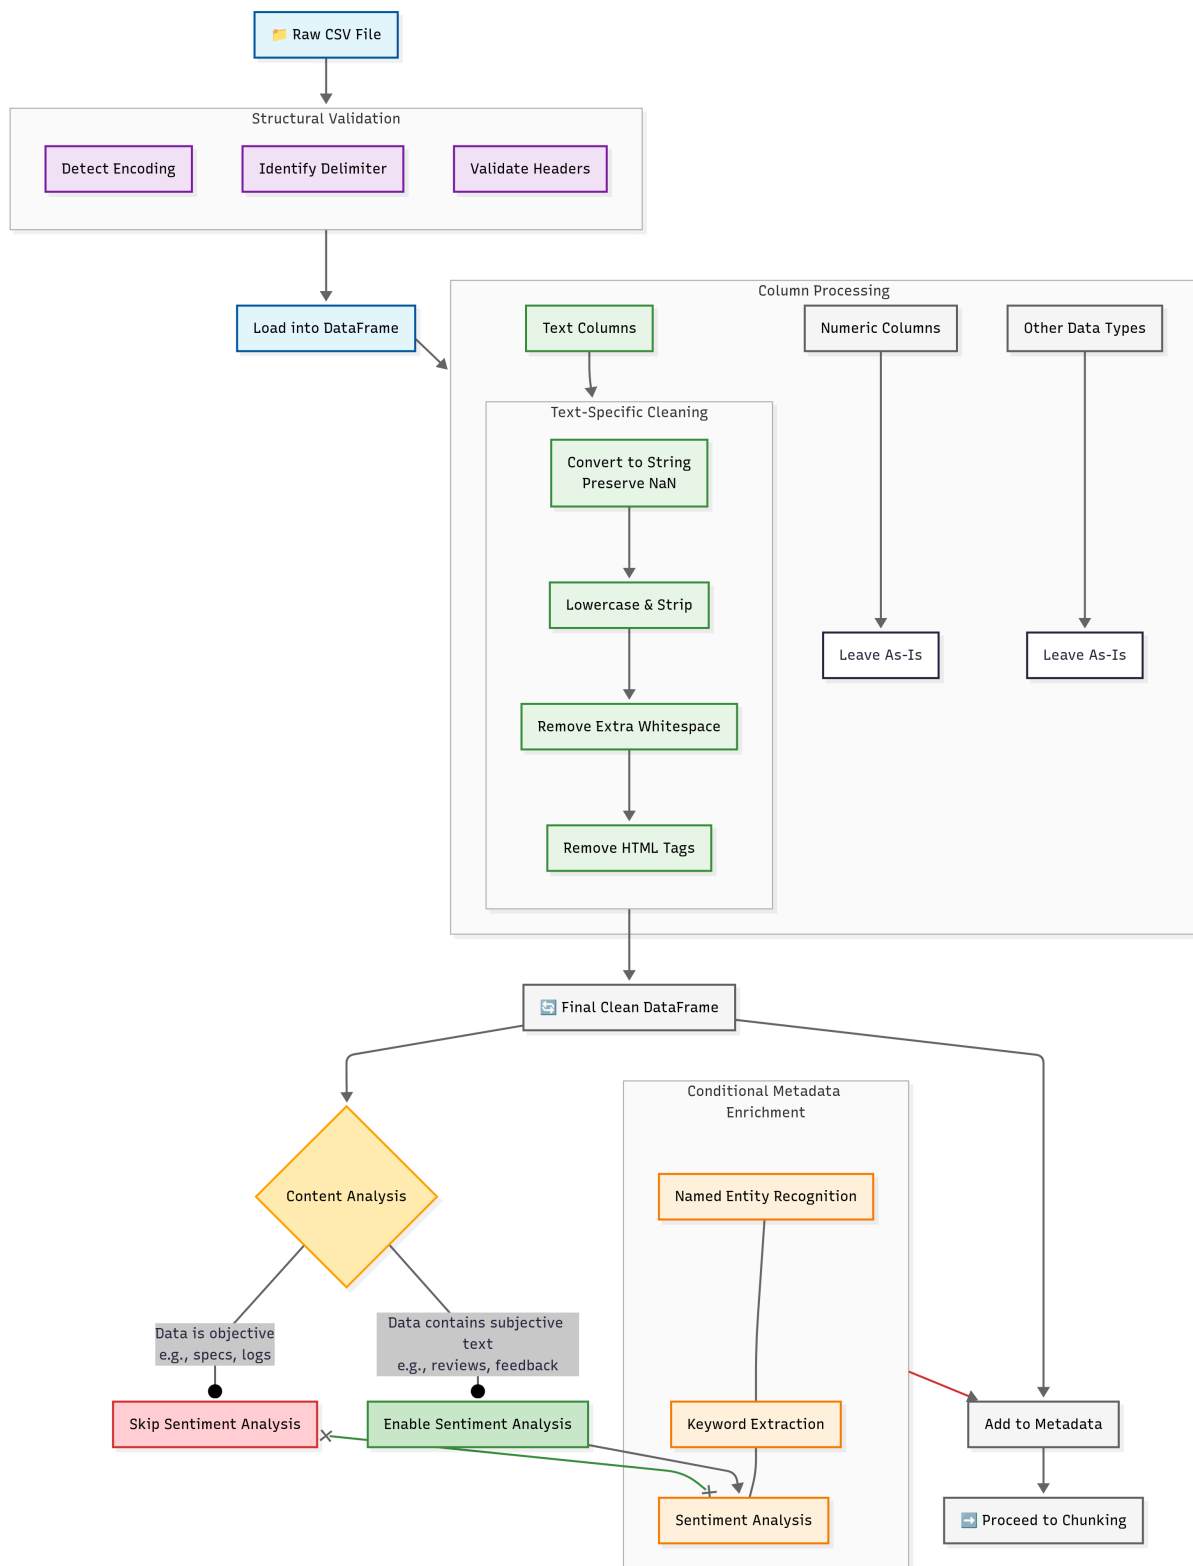 📁 Raw CSV File
Structural Validation
Detect Encoding
Identify Delimiter
Validate Headers
Load into DataFrame
Column Processing
Text Columns
Numeric Columns
Other Data Types
Text-Specific Cleaning
Convert to String
Preserve NaN
Lowercase & Strip
Leave As-Is
Leave As-Is
Remove Extra Whitespace
Remove HTML Tags
🔄 Final Clean DataFrame
Conditional Metadata
Enrichment
Content Analysis
Named Entity Recognition
Data is objective
e.g., specs, logs
Data contains subjective
text
e.g., reviews, feedback
Skip Sentiment Analysis
Enable Sentiment Analysis
Keyword Extraction
Add to Metadata
Sentiment Analysis
➡️ Proceed to Chunking